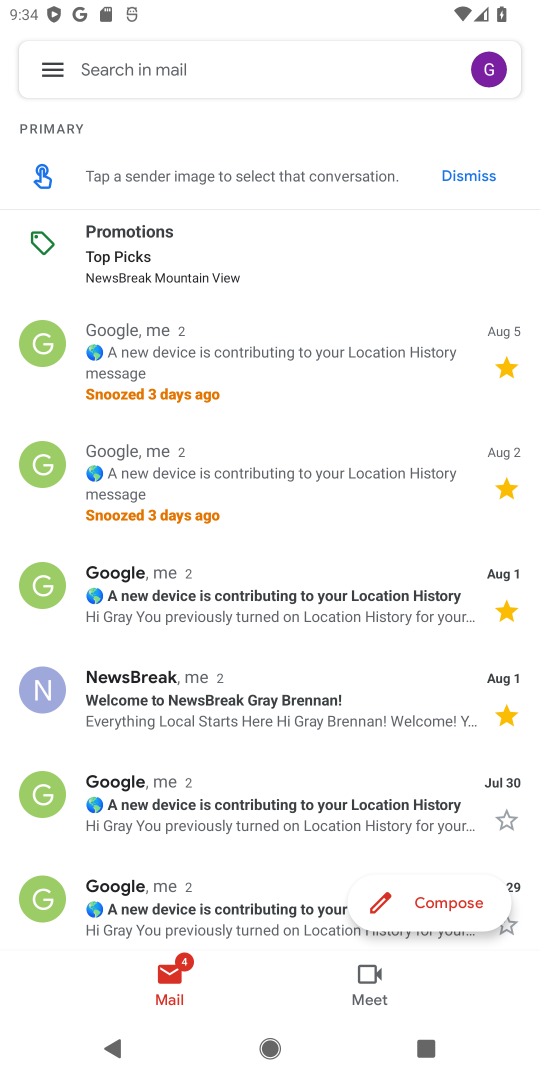 9:34
Search in mail
G
PRIMARY
Tap a sender image to select that conversation.
Dismiss
Promotions
Top Picks
NewsBreak Mountain View
G
Google, me 2
Aug 5
🌎 A new device is contributing to your Location History
message
Snoozed 3 days ago
G
Google, me 2
Aug 2
🌎 A new device is contributing to your Location History
message
Snoozed 3 days ago
G
Google, me 2
Aug 1
🌎 A new device is contributing to your Location History
Hi Gray You previously turned on Location History for your...
N
NewsBreak, me 2
Aug 1
Welcome to NewsBreak Gray Brennan!
Everything Local Starts Here Hi Gray Brennan! Welcome! Y...
G
Google, me 2
Jul 30
🌎 A new device is contributing to your Location History
Hi Gray You previously turned on Location History for your...
G
Google, me 2
29
🌎 A new device is contributing to your
Hi Gray You previously turned on Location History for your...
Compose
4
Mail
Meet